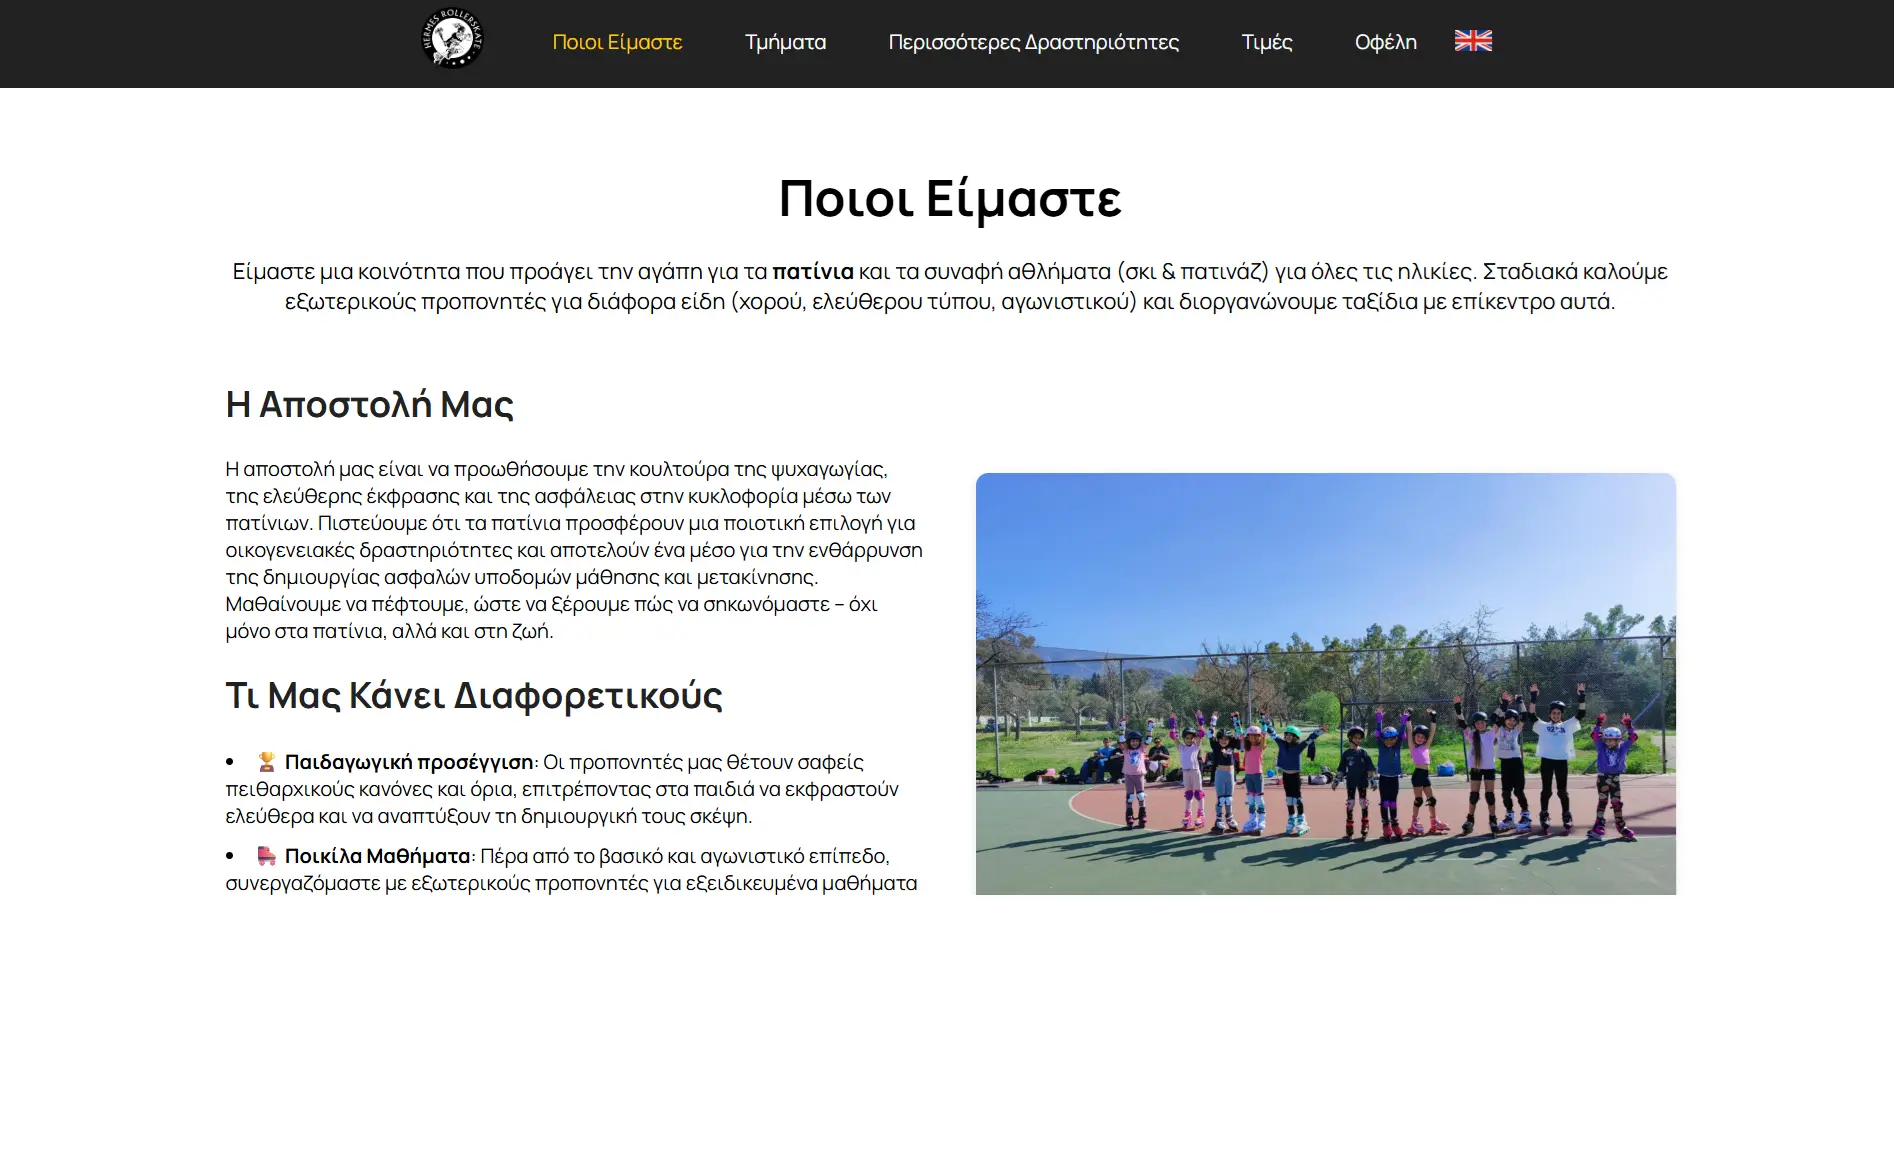 HERMES ROLLERSKATE
Ποιοι Είμαστε
Τμήματα
Περισσότερες Δραστηριότητες
Τιμές
Οφέλη
Ποιοι Είμαστε
Είμαστε μια κοινότητα που προάγει την αγάπη για τα πατίνια και τα συναφή αθλήματα (σκι & πατινάζ) για όλες τις ηλικίες. Σταδιακά καλούμε
εξωτερικούς προπονητές για διάφορα είδη (χορού, ελεύθερου τύπου, αγωνιστικού) και διοργανώνουμε ταξίδια με επίκεντρο αυτά.
Η Αποστολή Μας
Η αποστολή μας είναι να προωθήσουμε την κουλτούρα της ψυχαγωγίας,
της ελεύθερης έκφρασης και της ασφάλειας στην κυκλοφορία μέσω των
πατίνιων. Πιστεύουμε ότι τα πατίνια προσφέρουν μια ποιοτική επιλογή για
οικογενειακές δραστηριότητες και αποτελούν ένα μέσο για την ενθάρρυνση
της δημιουργίας ασφαλών υποδομών μάθησης και μετακίνησης.
Μαθαίνουμε να πέφτουμε, ώστε να ξέρουμε πώς να σηκωνόμαστε – όχι
μόνο στα πατίνια, αλλά και στη ζωή.
Τι Μας Κάνει Διαφορετικούς
• 🏆 Παιδαγωγική προσέγγιση: Οι προπονητές μας θέτουν σαφείς
πειθαρχικούς κανόνες και όρια, επιτρέποντας στα παιδιά να εκφραστούν
ελεύθερα και να αναπτύξουν τη δημιουργική τους σκέψη.
• 🛼 Ποικίλα Μαθήματα: Πέρα από το βασικό και αγωνιστικό επίπεδο,
συνεργαζόμαστε με εξωτερικούς προπονητές για εξειδικευμένα μαθήματα